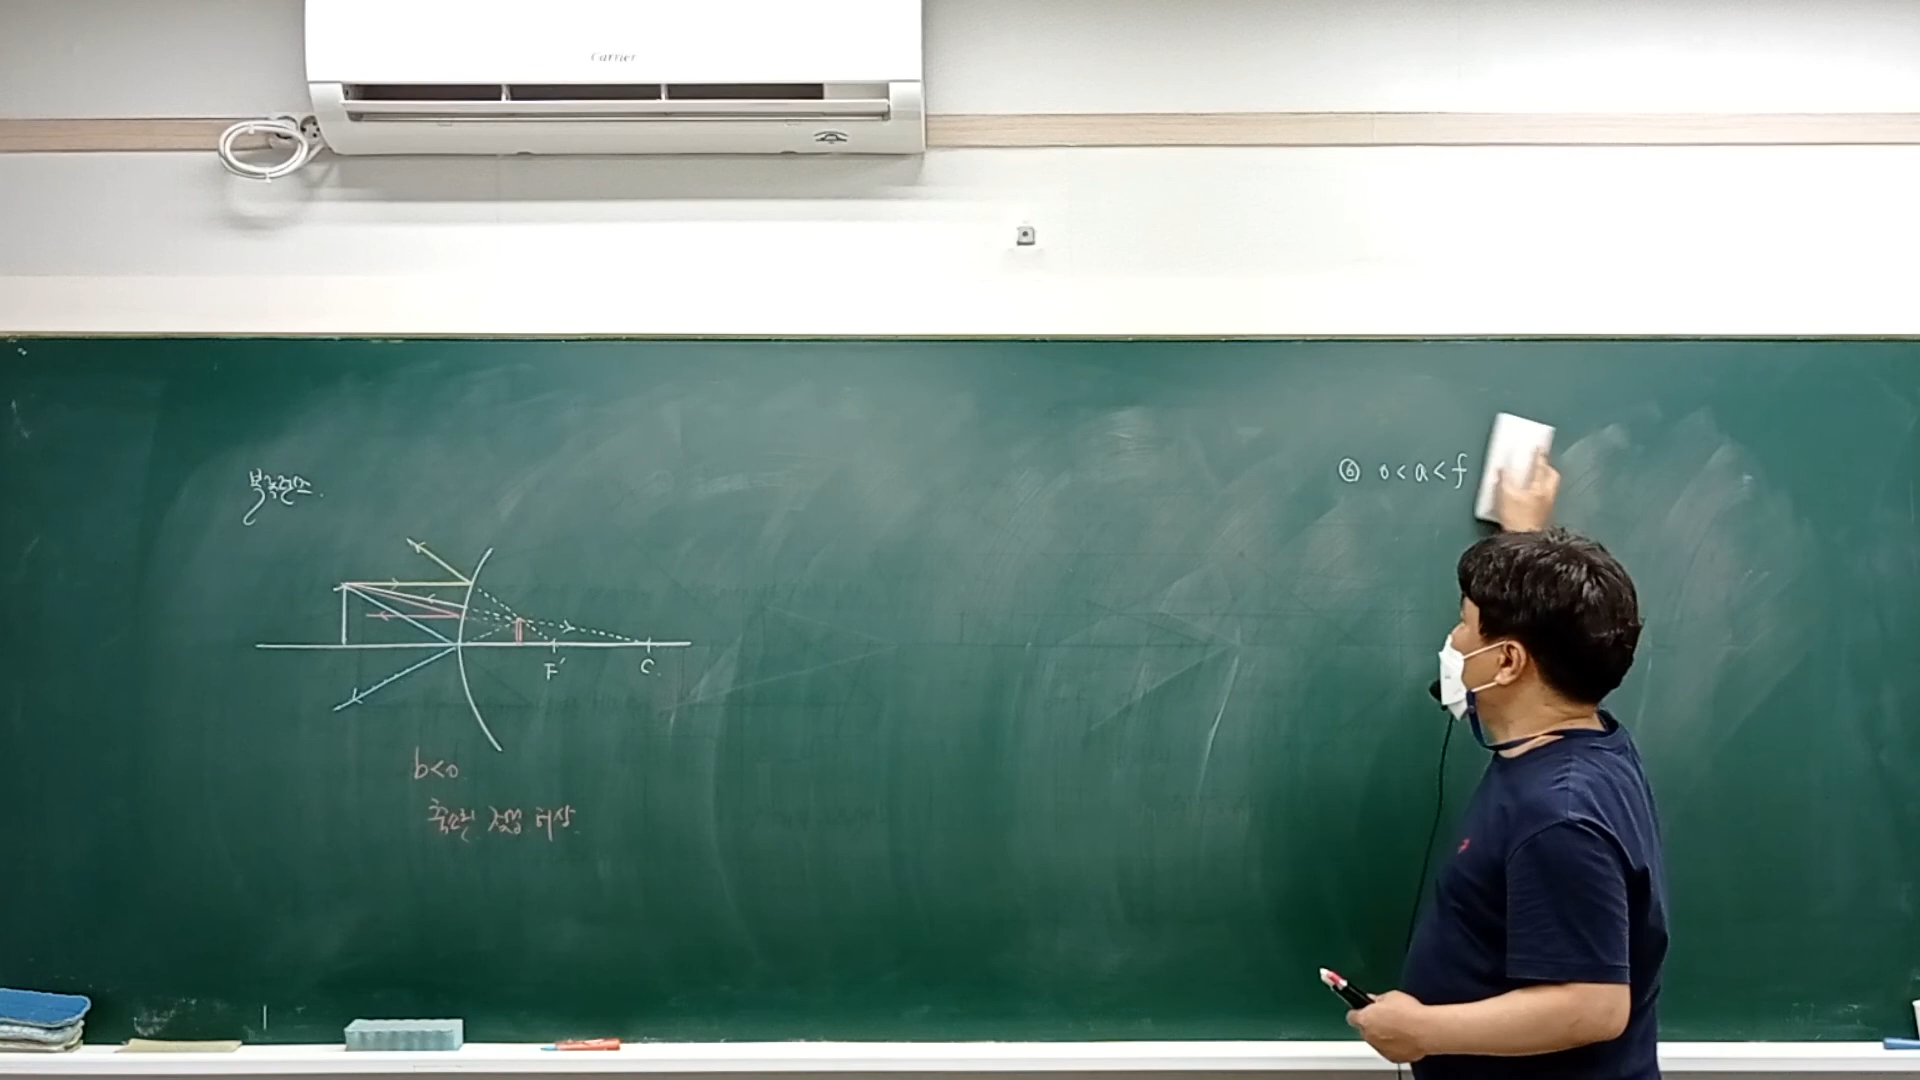 Carrier
볼록렌즈.
⑥ 0<a<f
F'
C.
b<0.
축소된 정립 허상.